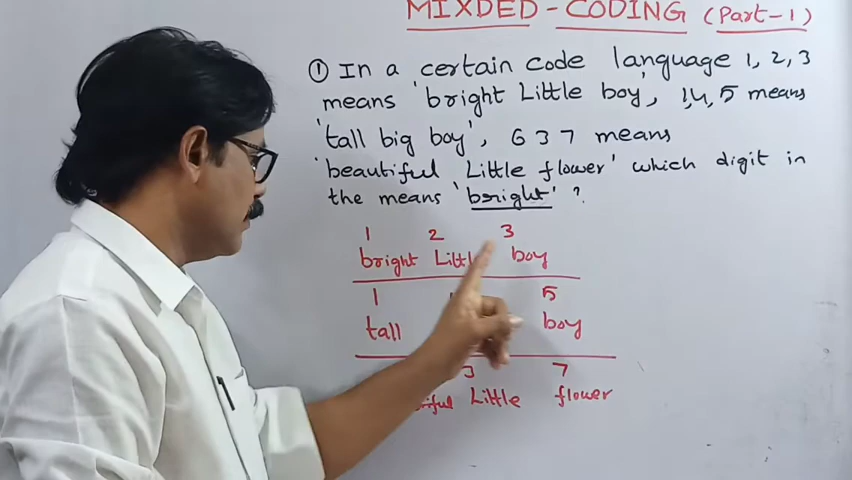 MIXDED-CODING (Part-1)
① In a certain code language 1, 2, 3
means 'bright Little boy', 1,4,5 means
'tall big boy', 6 3 7 means
'beautiful Little flower' which digit in
the means 'bright' ?
1 2 3
bright Little boy
1 5
tall boy
3 7
Little flower